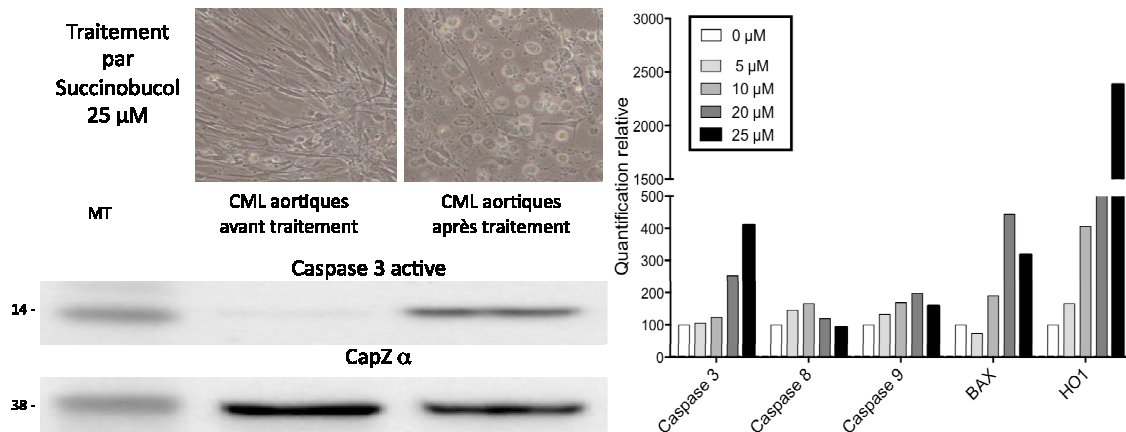 Traitement
par
Succinobucol
25 µM
CML aortiques
avant traitement
CML aortiques
après traitement
MT
Caspase 3 active
14 -
CapZ α
38 -
Quantification relative
3000
2500
2000
1500
500
400
300
200
100
0
0 µM
5 µM
10 µM
20 µM
25 µM
Caspase 3
Caspase 8
Caspase 9
BAX
HO1